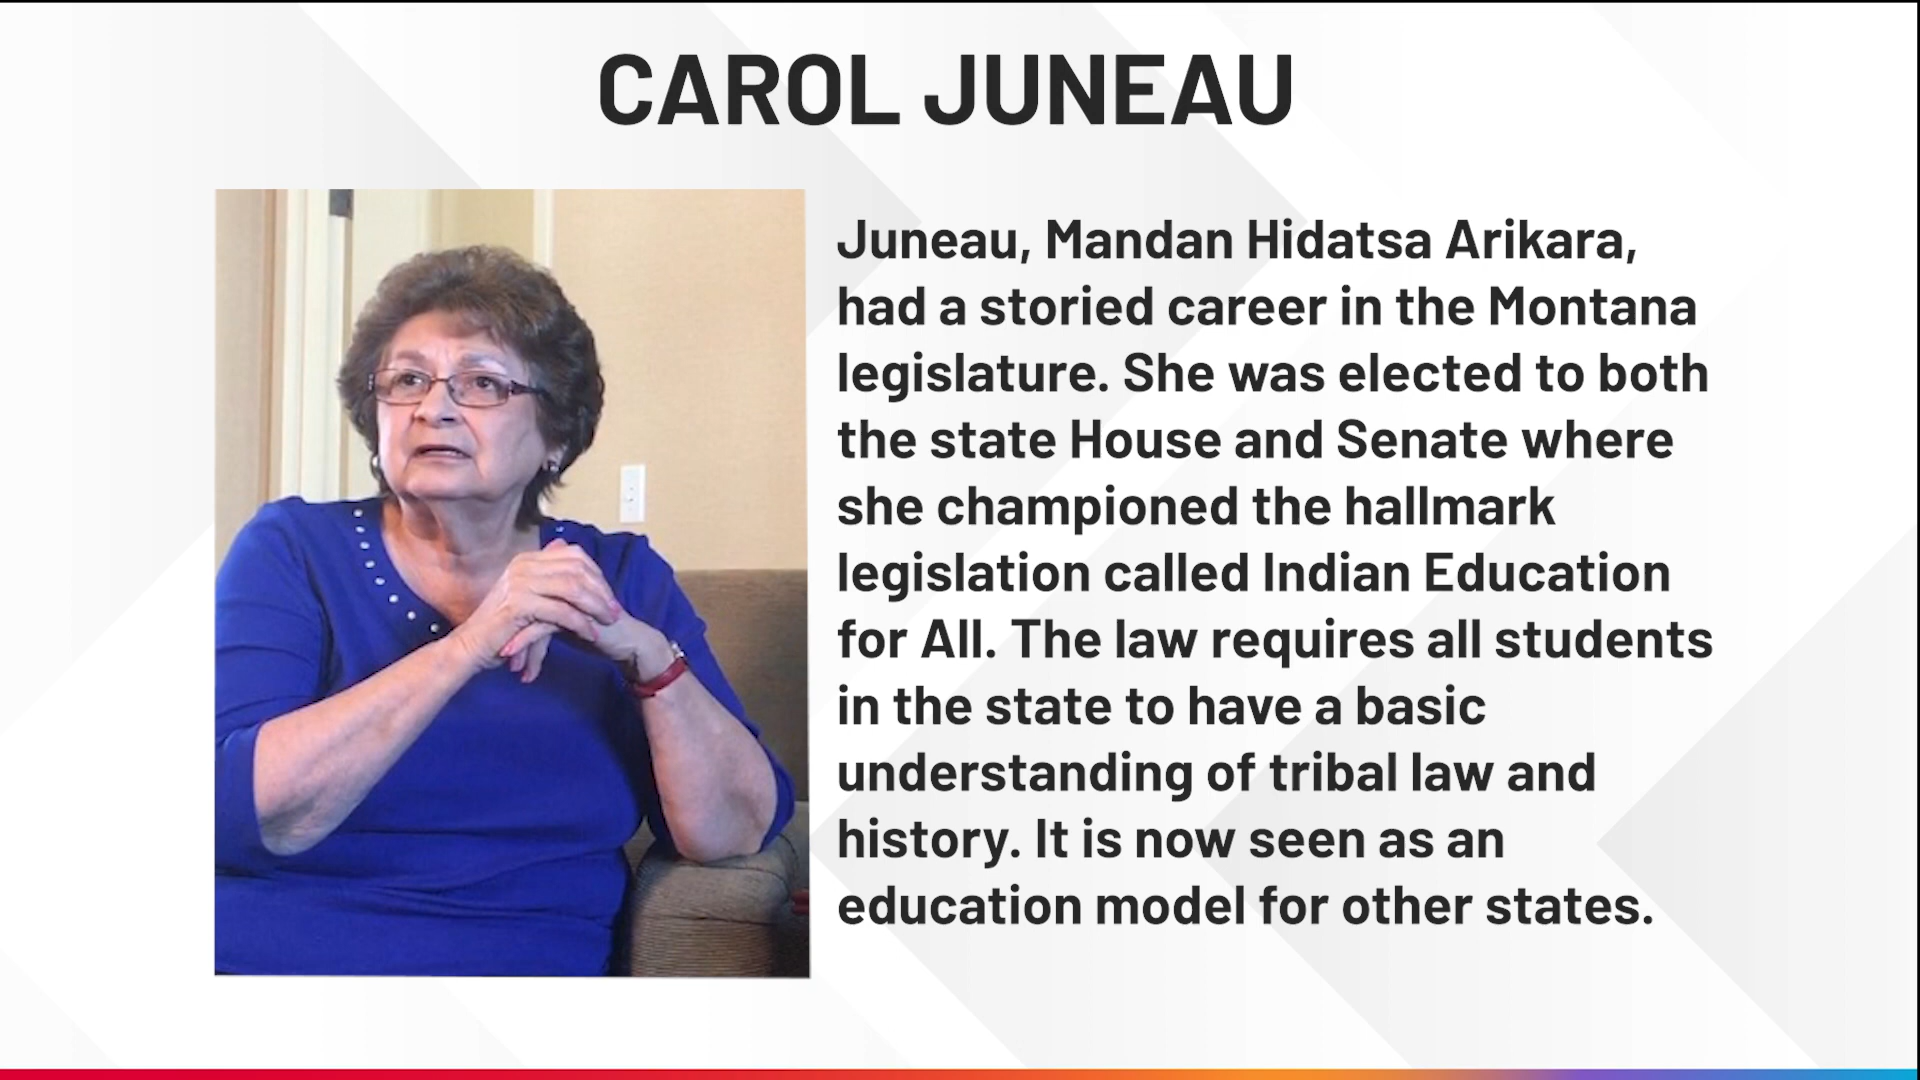 CAROL JUNEAU
Juneau, Mandan Hidatsa Arikara,
had a storied career in the Montana
legislature. She was elected to both
the state House and Senate where
she championed the hallmark
legislation called Indian Education
for All. The law requires all students
in the state to have a basic
understanding of tribal law and
history. It is now seen as an
education model for other states.